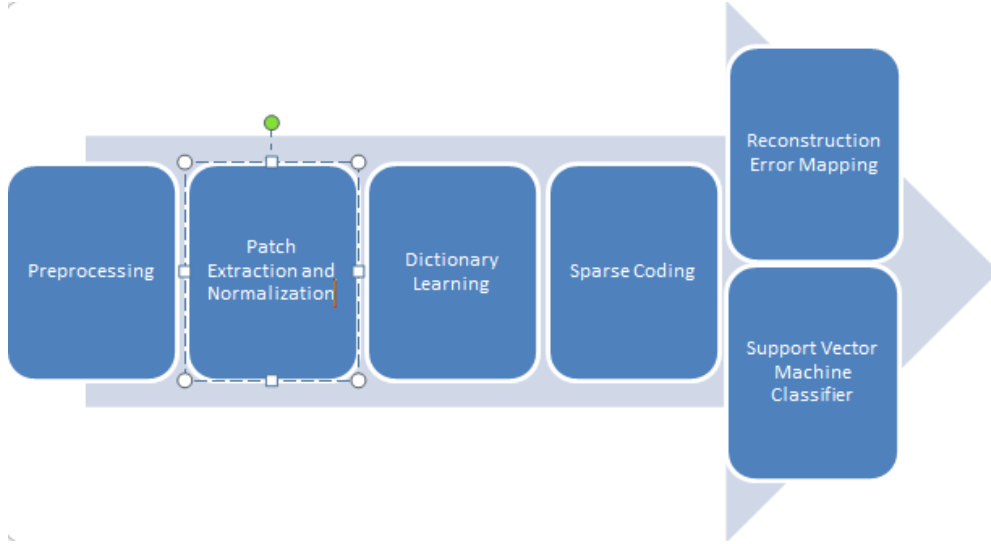 Preprocessing
Patch
Extraction and
Normalization
Dictionary
Learning
Sparse Coding
Reconstruction
Error Mapping
Support Vector
Machine
Classifier